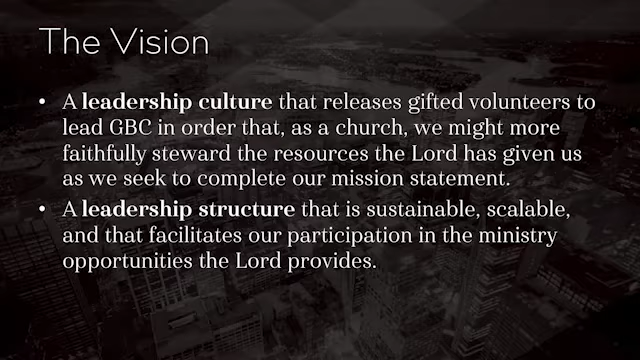 The Vision
• A leadership culture that releases gifted volunteers to
lead GBC in order that, as a church, we might more
faithfully steward the resources the Lord has given us
as we seek to complete our mission statement.
• A leadership structure that is sustainable, scalable,
and that facilitates our participation in the ministry
opportunities the Lord provides.